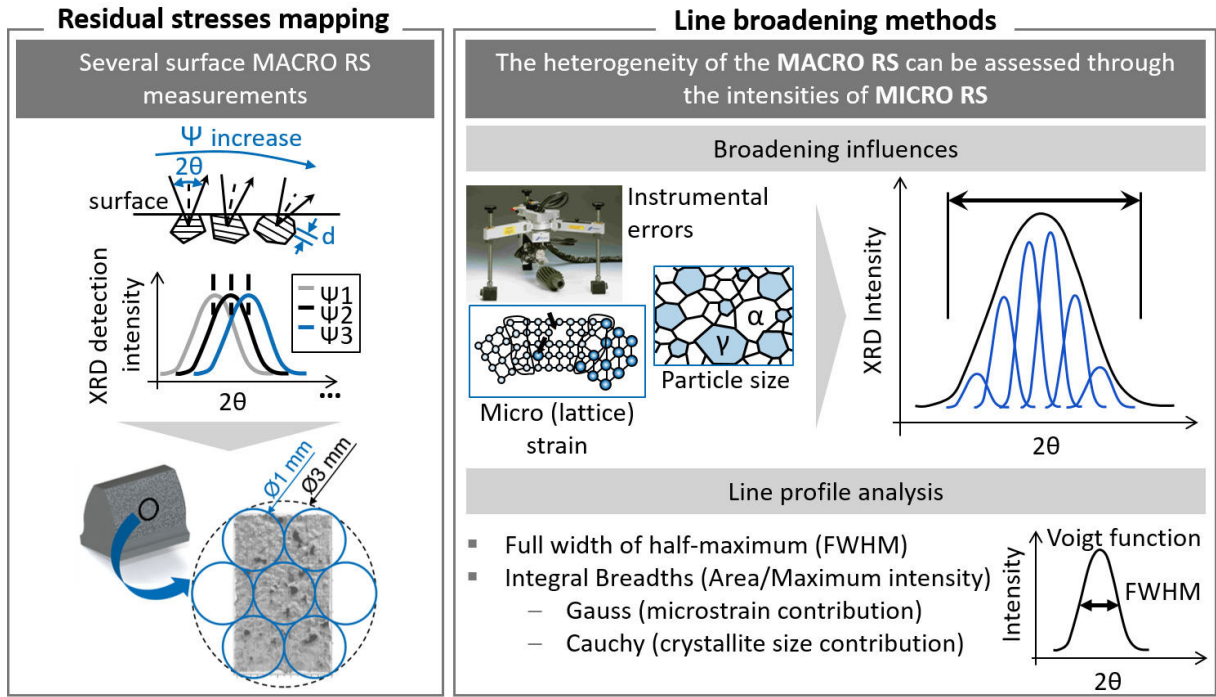 Residual stresses mapping
Several surface MACRO RS
measurements
Ψ increase
2θ
surface
d
XRD detection
intensity
Ψ1
Ψ2
Ψ3
2θ
...
Ø1 mm
Ø3 mm
Line broadening methods
The heterogeneity of the MACRO RS can be assessed through
the intensities of MICRO RS
Broadening influences
Instrumental
errors
α
γ
Particle size
Micro (lattice)
strain
XRD Intensity
2θ
Line profile analysis
▪ Full width of half-maximum (FWHM)
▪ Integral Breadths (Area/Maximum intensity)
– Gauss (microstrain contribution)
– Cauchy (crystallite size contribution)
Voigt function
Intensity
FWHM
2θ